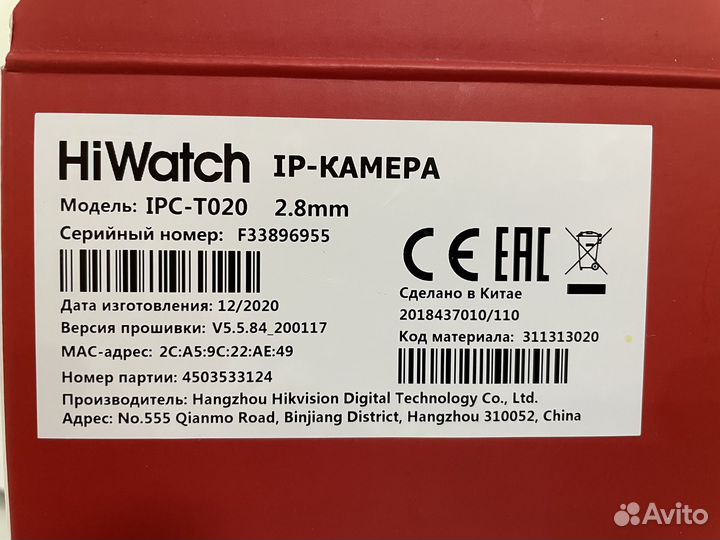 HiWatch IP-КАМЕРА
Модель: IPC-T020 2.8mm
Серийный номер: F33896955
Дата изготовления: 12/2020
Версия прошивки: V5.5.84_200117
MAC-адрес: 2C:A5:9C:22:AE:49
Номер партии: 4503533124
CE EAC
Сделано в Китае
2018437010/110
Код материала: 311313020
Производитель: Hangzhou Hikvision Digital Technology Co., Ltd.
Адрес: No.555 Qianmo Road, Binjiang District, Hangzhou 310052, China
Avito